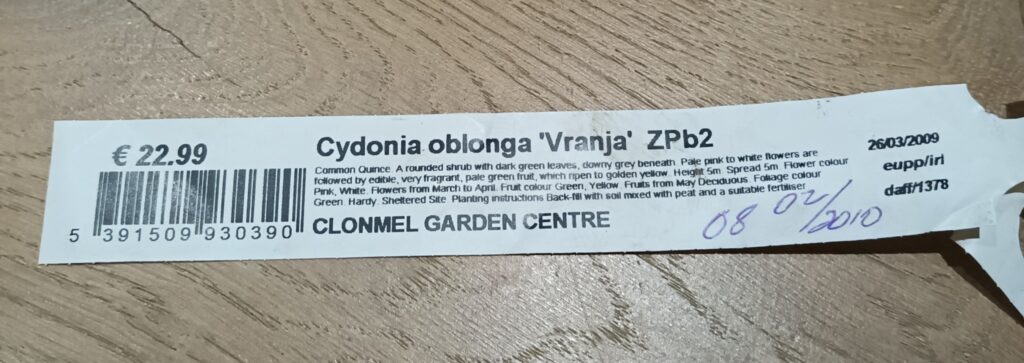 € 22.99
5 391509 930390
Cydonia oblonga 'Vranja' ZPb2
Common Quince. A rounded shrub with dark green leaves, downy grey beneath. Pale pink to white flowers are
followed by edible, very fragrant, pale green fruit, which ripen to golden yellow. Height 5m. Spread 5m. Flower colour
Pink, White. Flowers from March to April. Fruit colour Green, Yellow. Fruits from May Deciduous. Foliage colour
Green. Hardy. Sheltered Site. Planting instructions Back-fill with soil mixed with peat and a suitable fertiliser
CLONMEL GARDEN CENTRE
08 02/2010
26/03/2009
eupp/irl
daff/1378